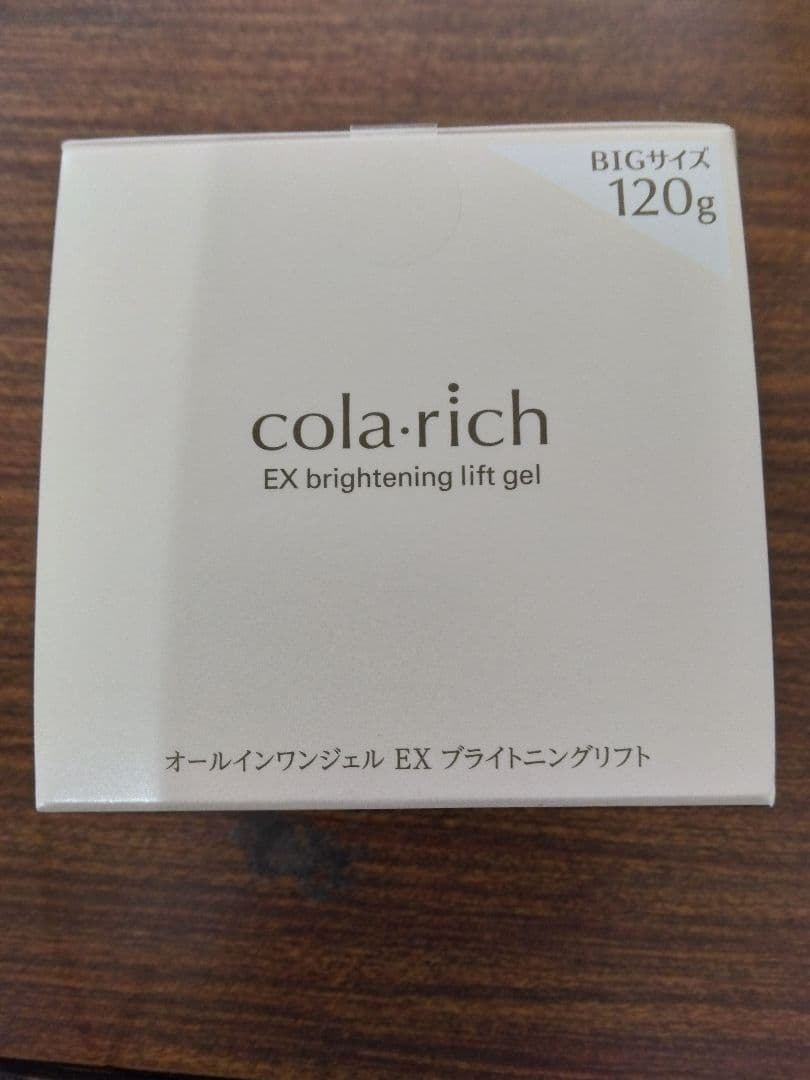 BIGサイズ
120g
cola·rich
EX brightening lift gel
オールインワンジェル EX ブライトニングリフト